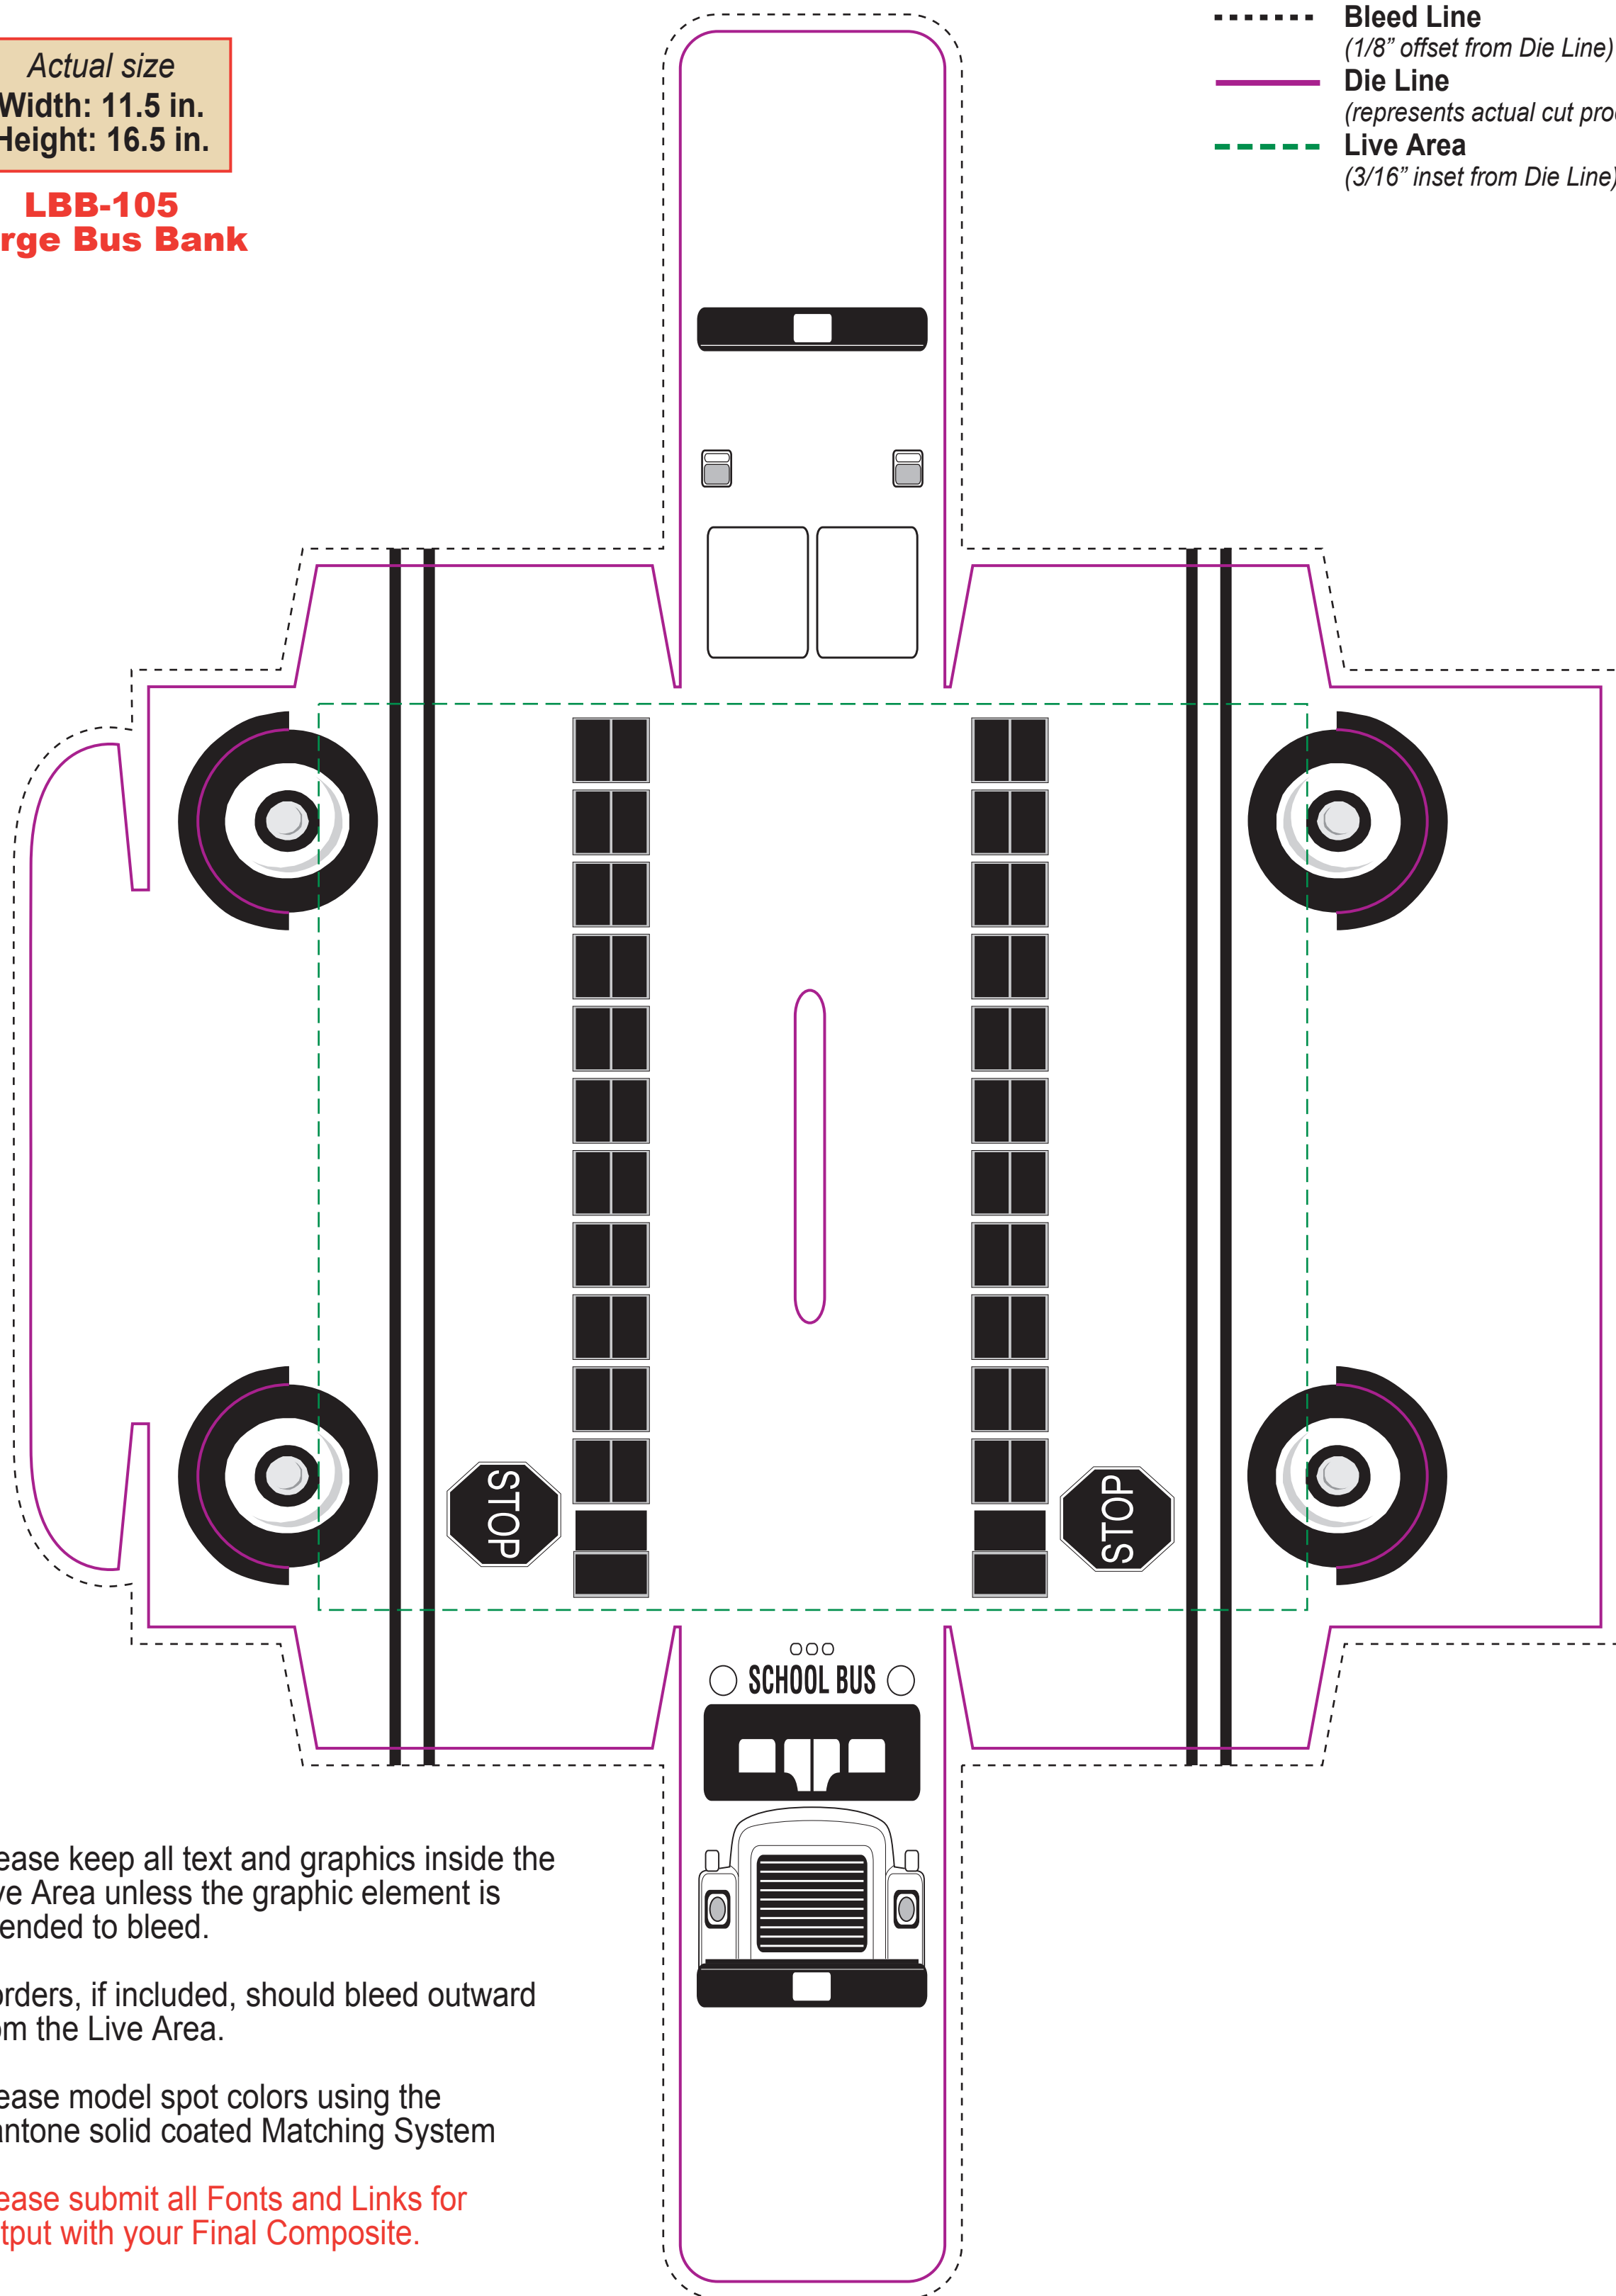 Actual size
Width: 11.5 in.
Height: 16.5 in.
LBB-105
rge Bus Bank
Bleed Line
(1/8” offset from Die Line)
Die Line
(represents actual cut pro
Live Area
(3/16” inset from Die Line)
STOP
STOP
SCHOOL BUS
ease keep all text and graphics inside the
ve Area unless the graphic element is
ended to bleed.
orders, if included, should bleed outward
om the Live Area.
ease model spot colors using the
antone solid coated Matching System
ease submit all Fonts and Links for
tput with your Final Composite.